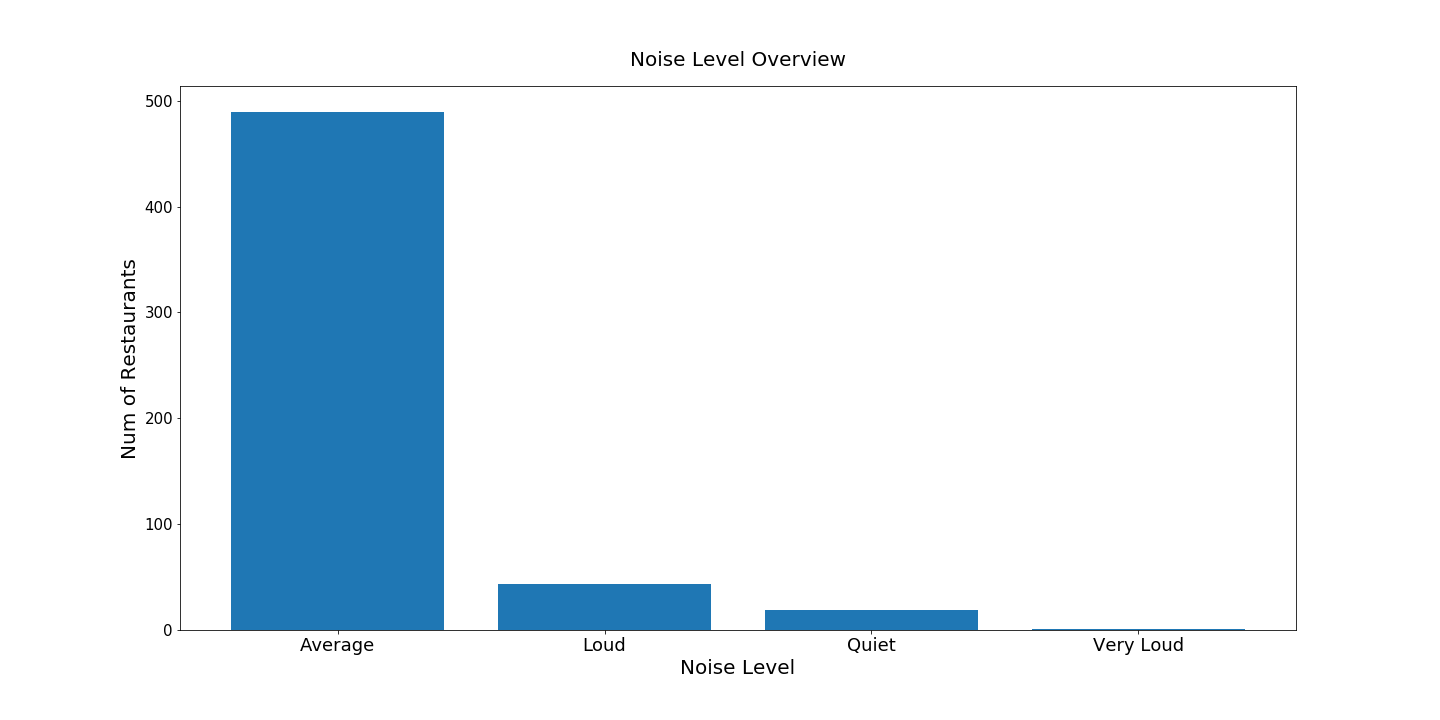 Noise Level Overview
500
400
300
200
100
0
Num of Restaurants
Average Loud Quiet Very Loud
Noise Level